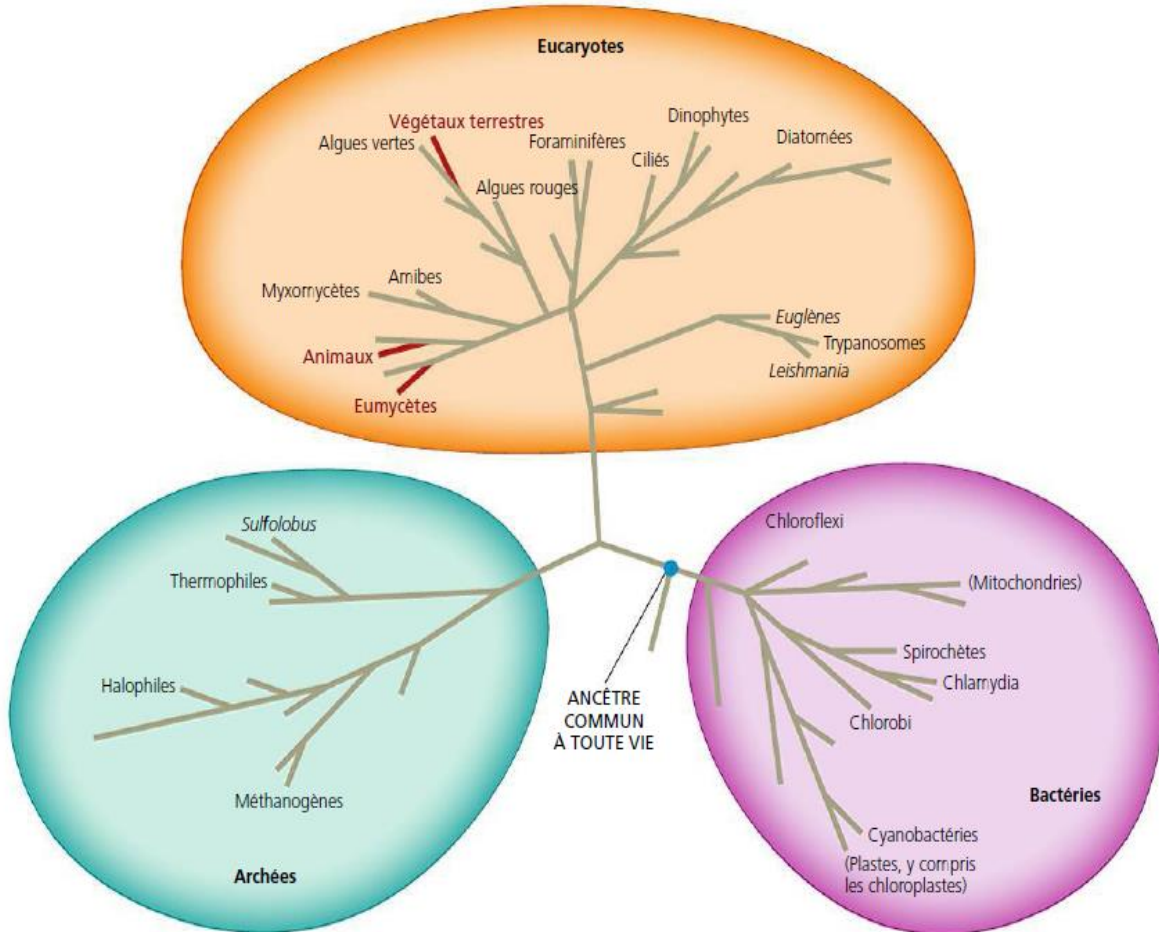 Eucaryotes
Végétaux terrestres
Algues vertes
Algues rouges
Foraminifères
Dinophytes
Ciliés
Diatomées
Myxomycètes
Amibes
Animaux
Eumycètes
Euglènes
Trypanosomes
Leishmania
Sulfolobus
Thermophiles
Halophiles
Méthanogènes
Archées
ANCÊTRE
COMMUN
À TOUTE VIE
Chloroflexi
(Mitochondries)
Spirochètes
Chlamydia
Chlorobi
Bactéries
Cyanobactéries
(Plastes, y compris
les chloroplastes)